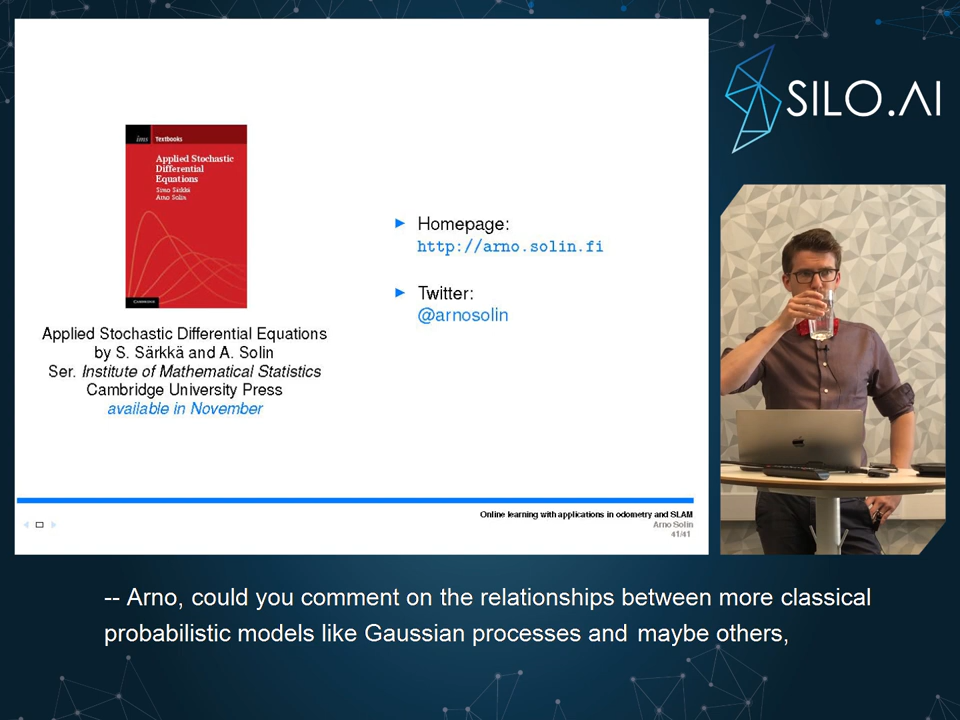 SILO.AI
ims Textbooks
Applied Stochastic
Differential
Equations
Simo Särkkä
Arno Solin
CAMBRIDGE
Applied Stochastic Differential Equations
by S. Särkkä and A. Solin
Ser. Institute of Mathematical Statistics
Cambridge University Press
available in November
► Homepage:
http://arno.solin.fi
► Twitter:
@arnosolin
Online learning with applications in odometry and SLAM
Arno Solin
41/41
-- Arno, could you comment on the relationships between more classical
probabilistic models like Gaussian processes and maybe others,